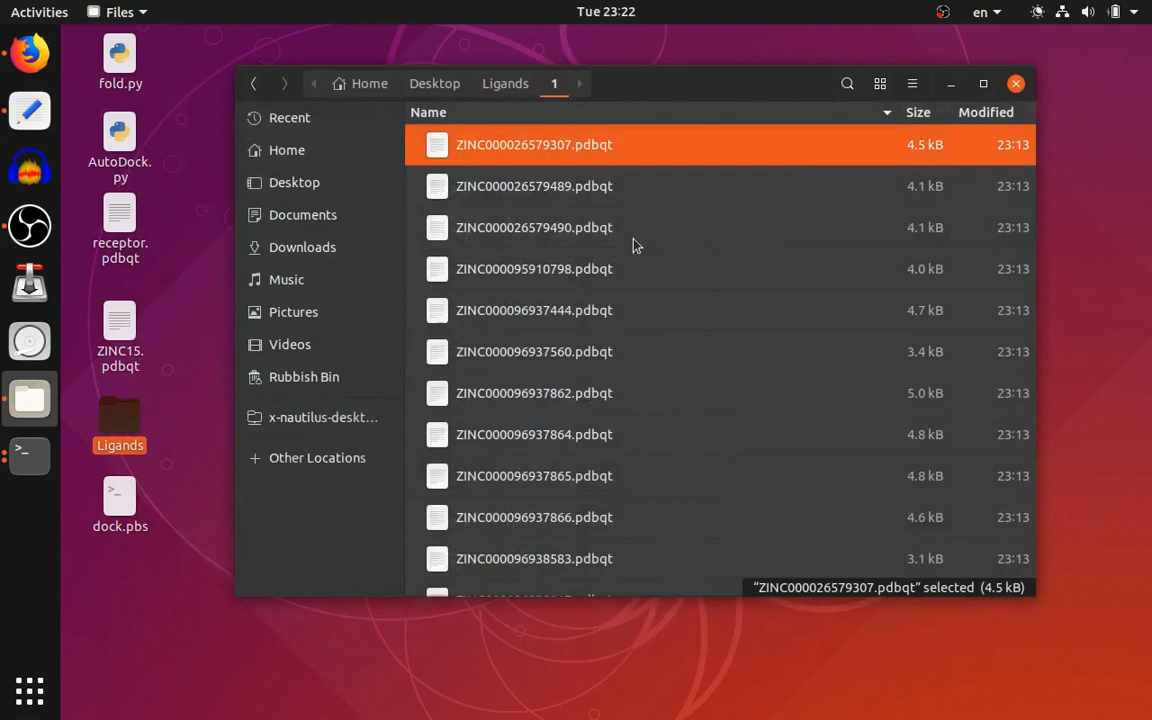 Activities Files Tue 23:22 en
fold.py
AutoDock.
py
receptor.
pdbqt
ZINC15.
pdbqt
Ligands
dock.pbs
Home Desktop Ligands 1
Recent
Home
Desktop
Documents
Downloads
Music
Pictures
Videos
Rubbish Bin
x-nautilus-deskt...
Other Locations
Name Size Modified
ZINC000026579307.pdbqt 4.5 kB 23:13
ZINC000026579489.pdbqt 4.1 kB 23:13
ZINC000026579490.pdbqt 4.1 kB 23:13
ZINC000095910798.pdbqt 4.0 kB 23:13
ZINC000096937444.pdbqt 4.7 kB 23:13
ZINC000096937560.pdbqt 3.4 kB 23:13
ZINC000096937862.pdbqt 5.0 kB 23:13
ZINC000096937864.pdbqt 4.8 kB 23:13
ZINC000096937865.pdbqt 4.8 kB 23:13
ZINC000096937866.pdbqt 4.6 kB 23:13
ZINC000096938583.pdbqt 3.1 kB 23:13
"ZINC000026579307.pdbqt" selected (4.5 kB)